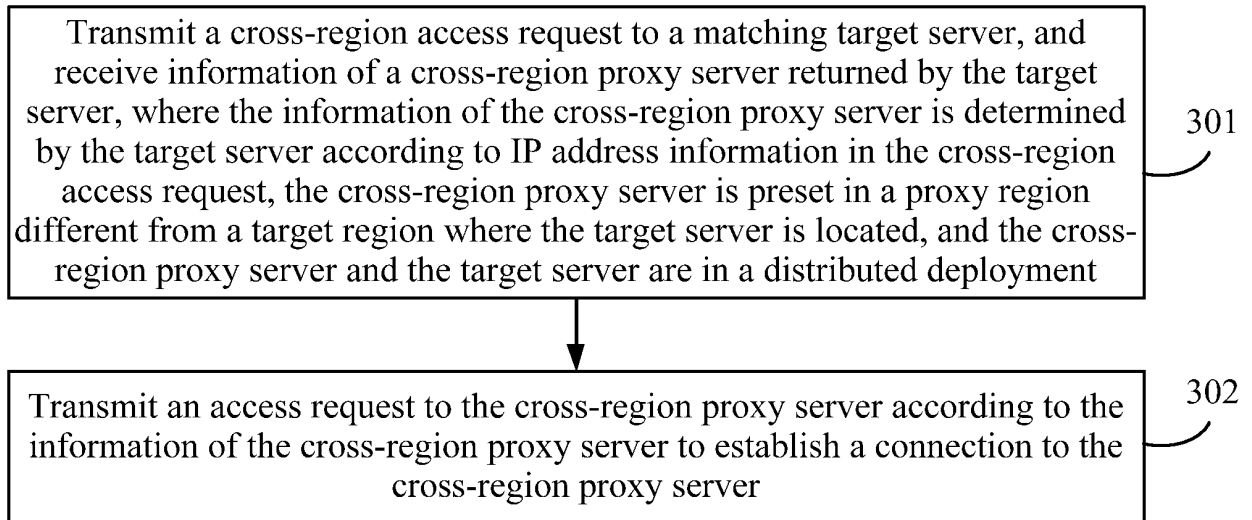 Transmit a cross-region access request to a matching target server, and
receive information of a cross-region proxy server returned by the target
server, where the information of the cross-region proxy server is determined
by the target server according to IP address information in the cross-region
access request, the cross-region proxy server is preset in a proxy region
different from a target region where the target server is located, and the cross-
region proxy server and the target server are in a distributed deployment
301
Transmit an access request to the cross-region proxy server according to the
information of the cross-region proxy server to establish a connection to the
cross-region proxy server
302